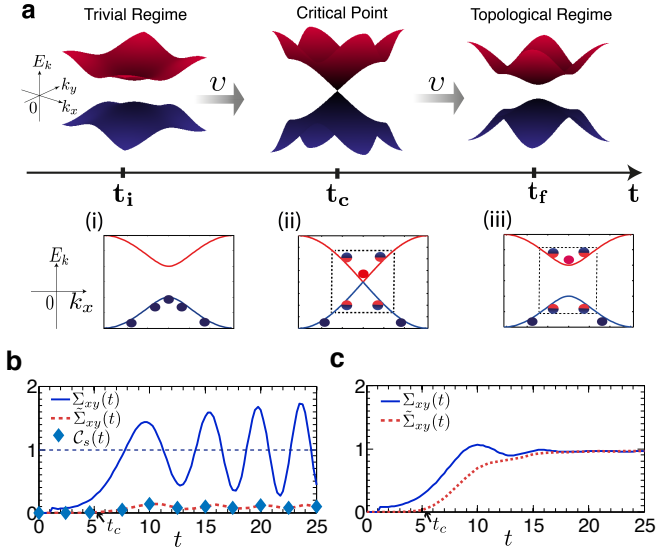 a
Trivial Regime Critical Point Topological Regime
E_k
k_y
0 k_x
υ υ
t_i t_c t_f t
(i) (ii) (iii)
E_k
0 k_x
b
2
1
0
Σ_xy(t)
Σ̃_xy(t)
C_s(t)
t_c
0 5 10 15 20 25
t
c
2
1
0
Σ_xy(t)
Σ̃_xy(t)
t_c
0 5 10 15 20 25
t